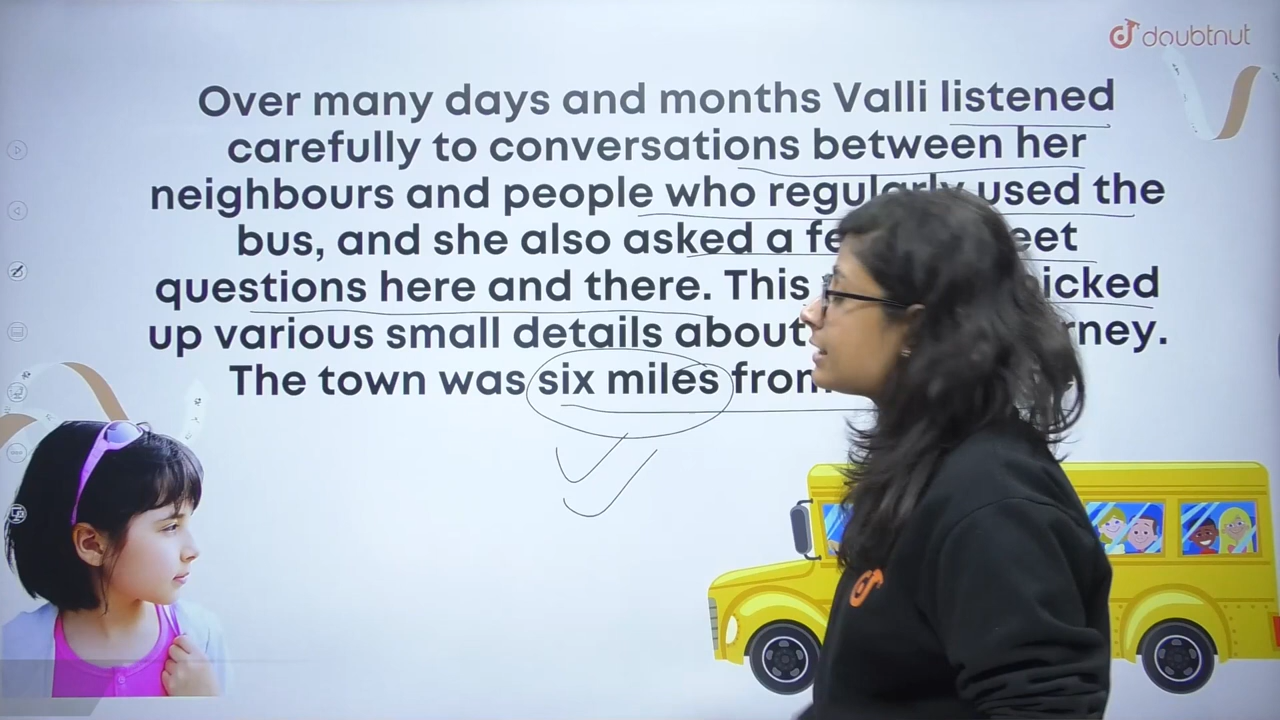 doubtnut
Over many days and months Valli listened
carefully to conversations between her
neighbours and people who regularly used the
bus, and she also asked a
questions here and there. This
up various small details about
The town was six miles